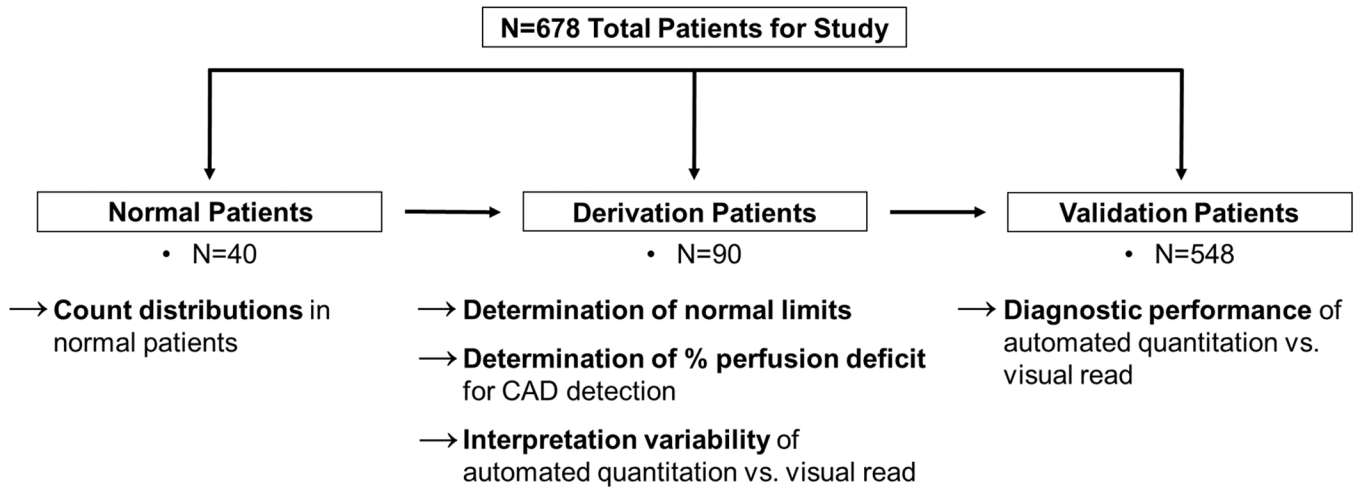 N=678 Total Patients for Study
Normal Patients
• N=40
→ Count distributions in
normal patients
Derivation Patients
• N=90
→ Determination of normal limits
→ Determination of % perfusion deficit
for CAD detection
→ Interpretation variability of
automated quantitation vs. visual read
Validation Patients
• N=548
→ Diagnostic performance of
automated quantitation vs.
visual read